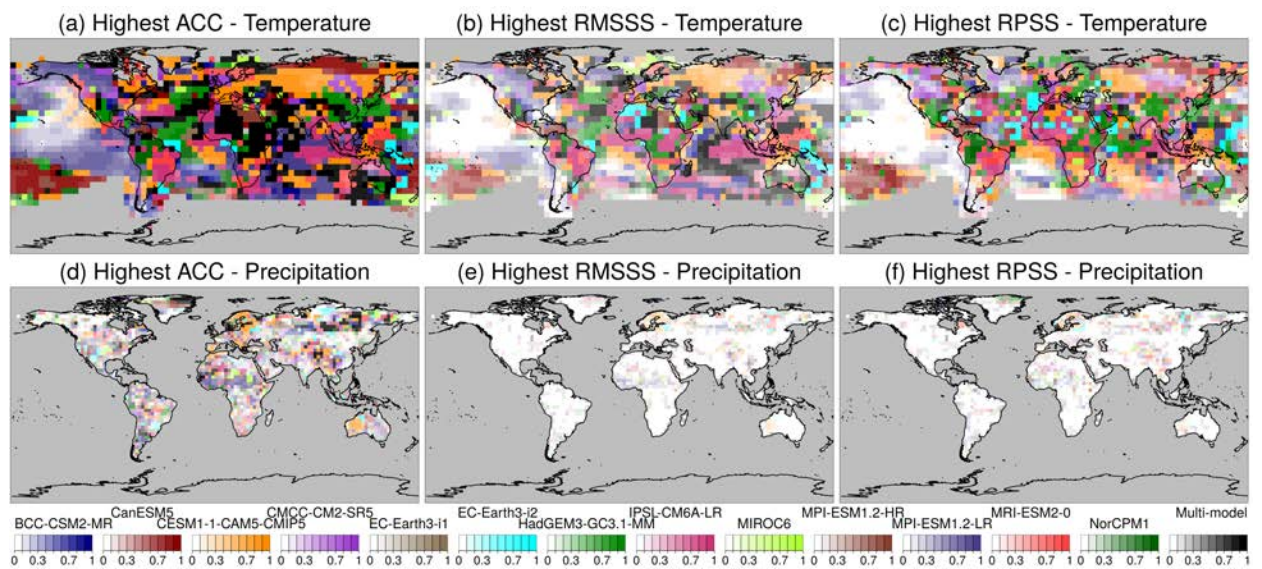 (a) Highest ACC - Temperature
(b) Highest RMSSS - Temperature
(c) Highest RPSS - Temperature
(d) Highest ACC - Precipitation
(e) Highest RMSSS - Precipitation
(f) Highest RPSS - Precipitation
CanESM5 CMCC-CM2-SR5 EC-Earth3-i2 IPSL-CM6A-LR MPI-ESM1.2-HR MRI-ESM2-0 Multi-model
BCC-CSM2-MR CESM1-1-CAM5-CMIP5 EC-Earth3-i1 HadGEM3-GC3.1-MM MIROC6 MPI-ESM1.2-LR NorCPM1
0 0.3 0.7 1 0 0.3 0.7 1 0 0.3 0.7 1 0 0.3 0.7 1 0 0.3 0.7 1 0 0.3 0.7 1 0 0.3 0.7 1 0 0.3 0.7 1 0 0.3 0.7 1 0 0.3 0.7 1 0 0.3 0.7 1 0 0.3 0.7 1 0 0.3 0.7 1 0 0.3 0.7 1